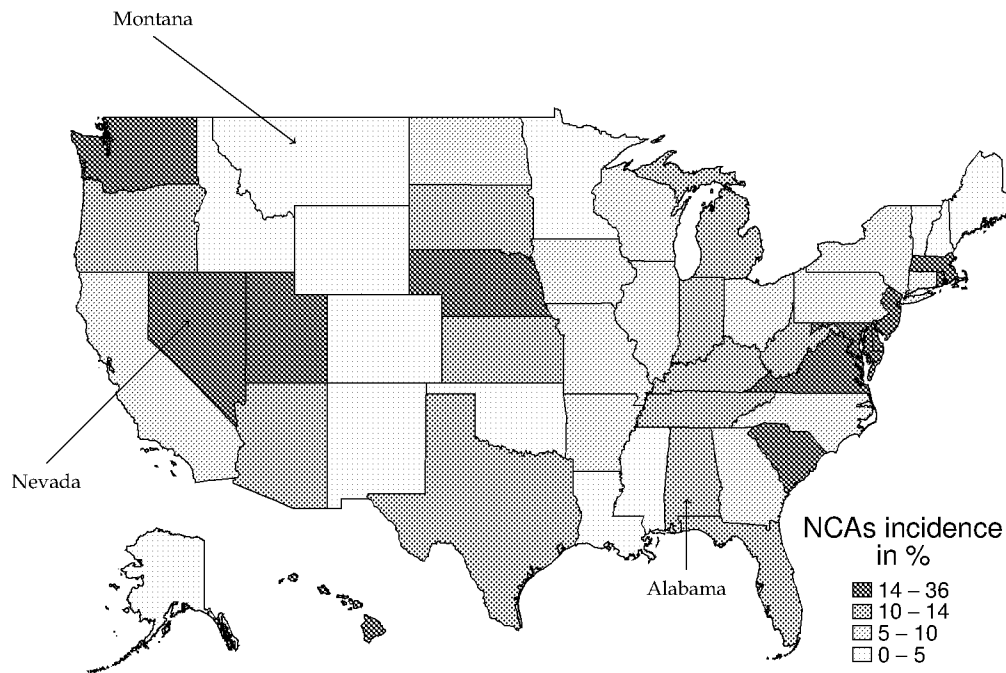 Montana
Nevada
Alabama
NCAs incidence
in %
14 – 36
10 – 14
5 – 10
0 – 5